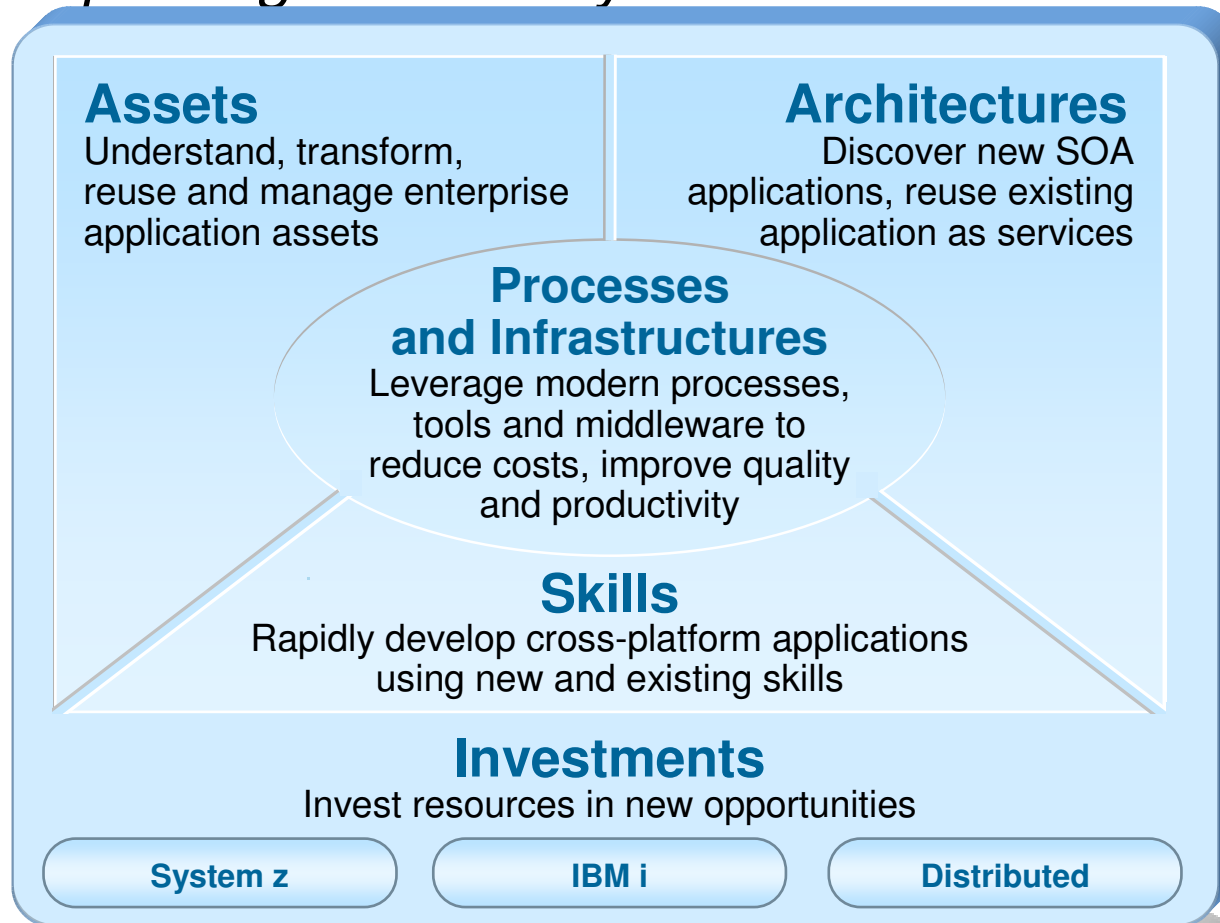 Assets
Understand, transform,
reuse and manage enterprise
application assets
Architectures
Discover new SOA
applications, reuse existing
application as services
Processes
and Infrastructures
Leverage modern processes,
tools and middleware to
reduce costs, improve quality
and productivity
Skills
Rapidly develop cross-platform applications
using new and existing skills
Investments
Invest resources in new opportunities
System z
IBM i
Distributed